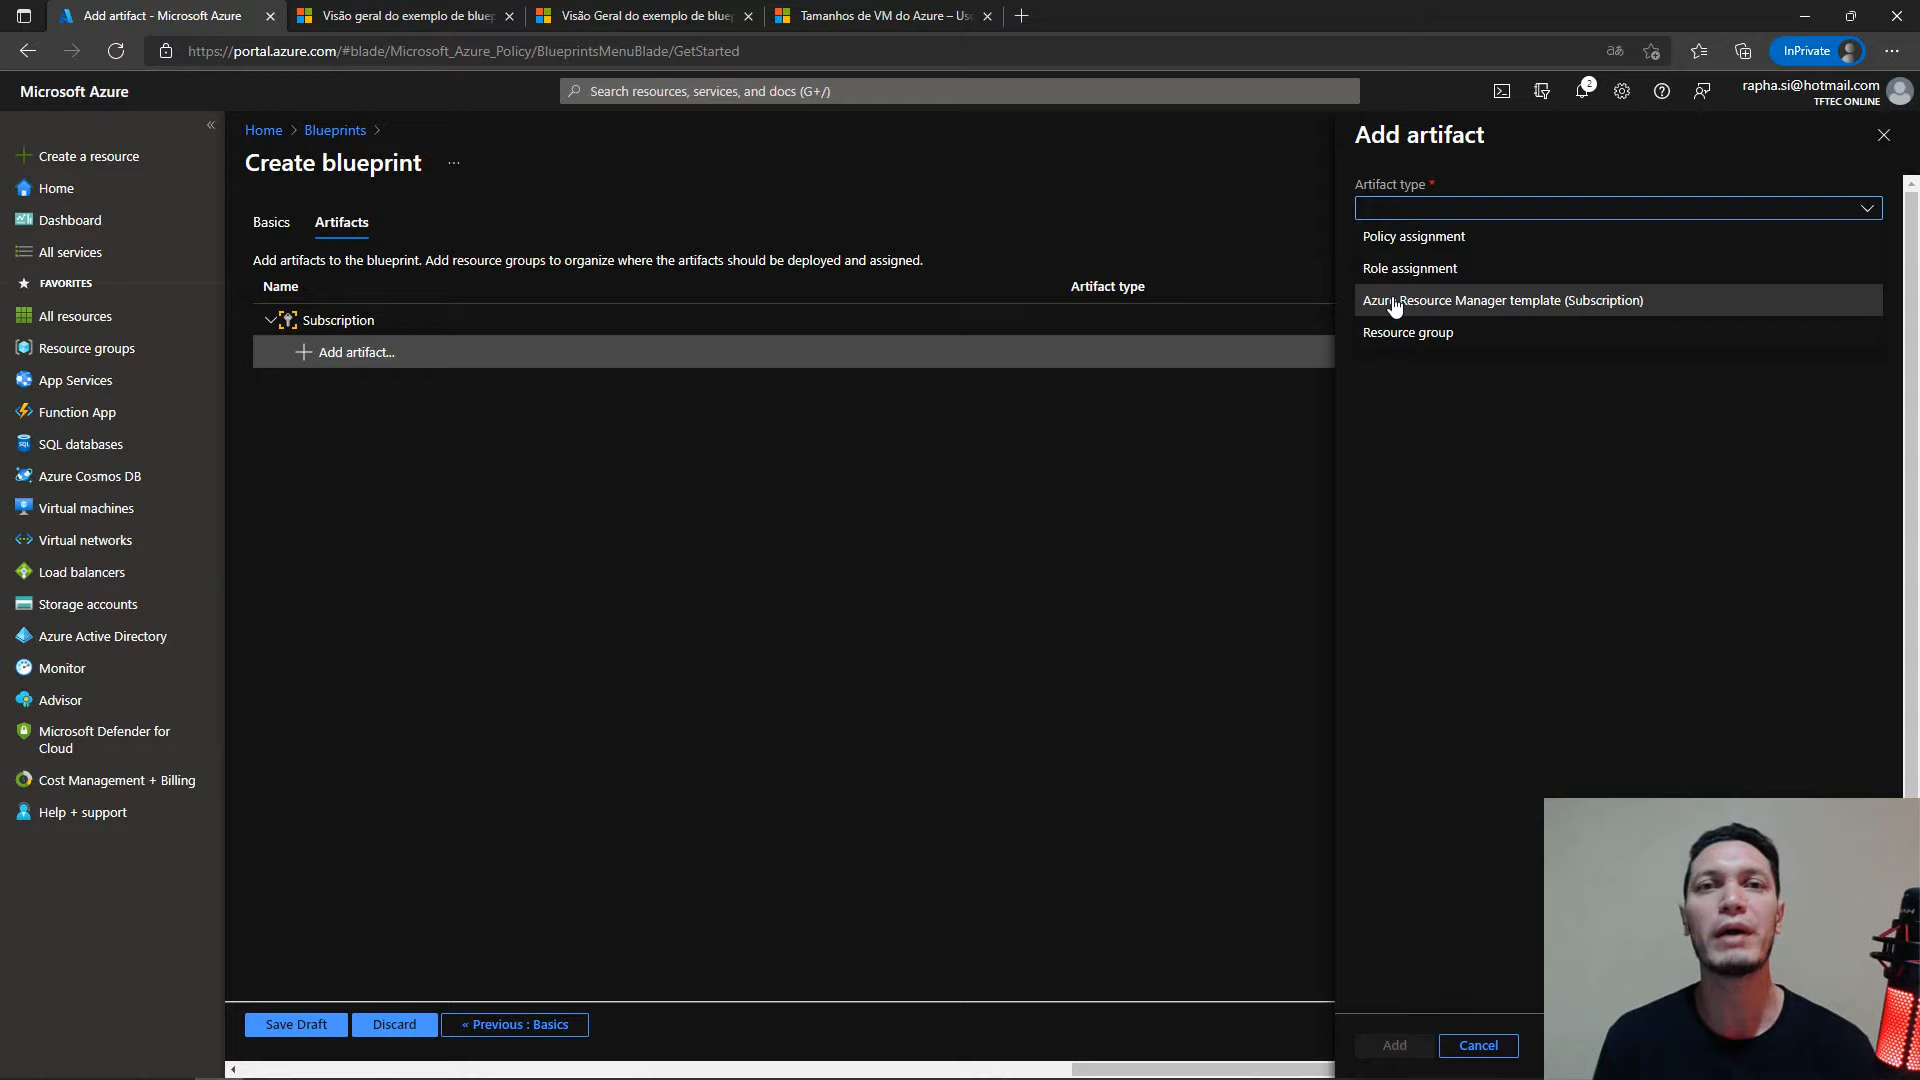 Add artifact - Microsoft Azure
Visão geral do exemplo de bluep
Visão Geral do exemplo de bluep
Tamanhos de VM do Azure – Us
https://portal.azure.com/#blade/Microsoft_Azure_Policy/BlueprintsMenuBlade/GetStarted
InPrivate
Microsoft Azure
Search resources, services, and docs (G+/)
2
rapha.si@hotmail.com
TFTEC ONLINE
Create a resource
Home
Dashboard
All services
FAVORITES
All resources
Resource groups
App Services
Function App
SQL databases
Azure Cosmos DB
Virtual machines
Virtual networks
Load balancers
Storage accounts
Azure Active Directory
Monitor
Advisor
Microsoft Defender for
Cloud
Cost Management + Billing
Help + support
Home > Blueprints >
Create blueprint ...
Basics
Artifacts
Add artifacts to the blueprint. Add resource groups to organize where the artifacts should be deployed and assigned.
Name
Artifact type
Subscription
Add artifact...
Save Draft
Discard
« Previous : Basics
Add artifact
Artifact type *
Policy assignment
Role assignment
Azure Resource Manager template (Subscription)
Resource group
Add
Cancel